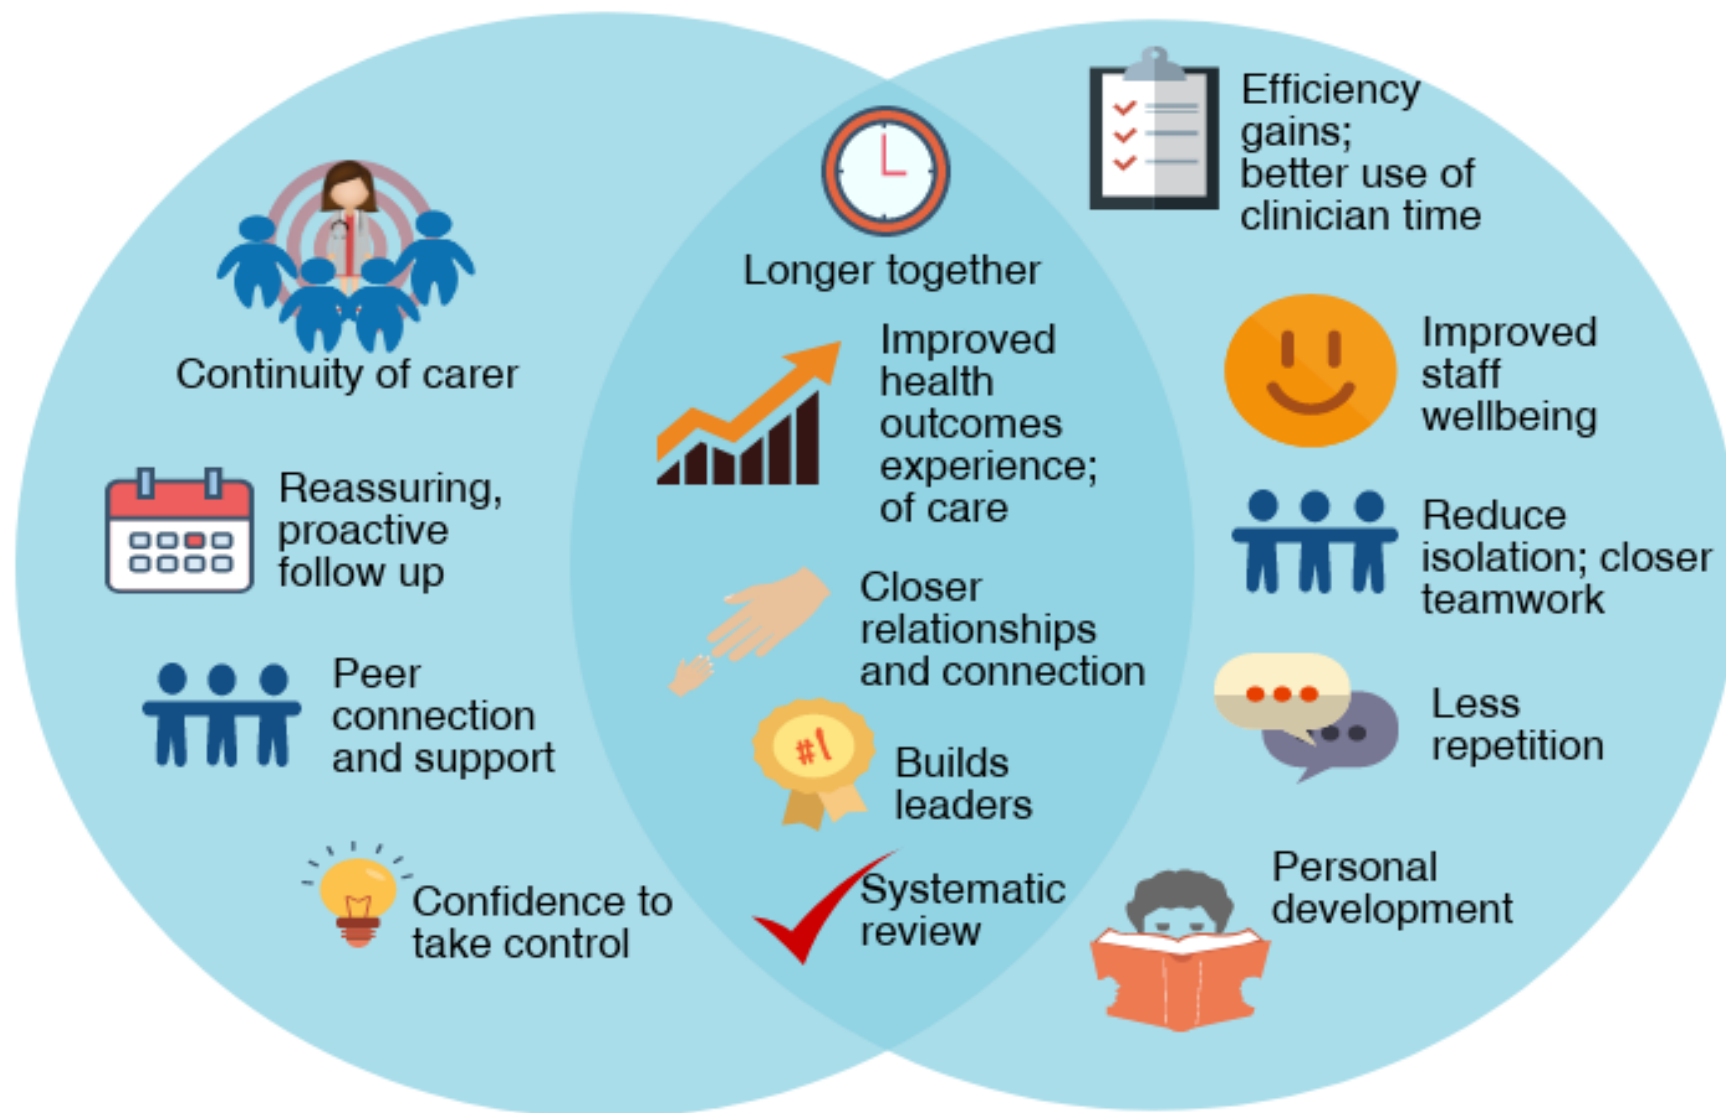 Continuity of carer
Reassuring,
proactive
follow up
Peer
connection
and support
Confidence to
take control
Longer together
Improved
health
outcomes
experience;
of care
Closer
relationships
and connection
#1
Builds
leaders
Systematic
review
Efficiency
gains;
better use of
clinician time
Improved
staff
wellbeing
Reduce
isolation; closer
teamwork
Less
repetition
Personal
development